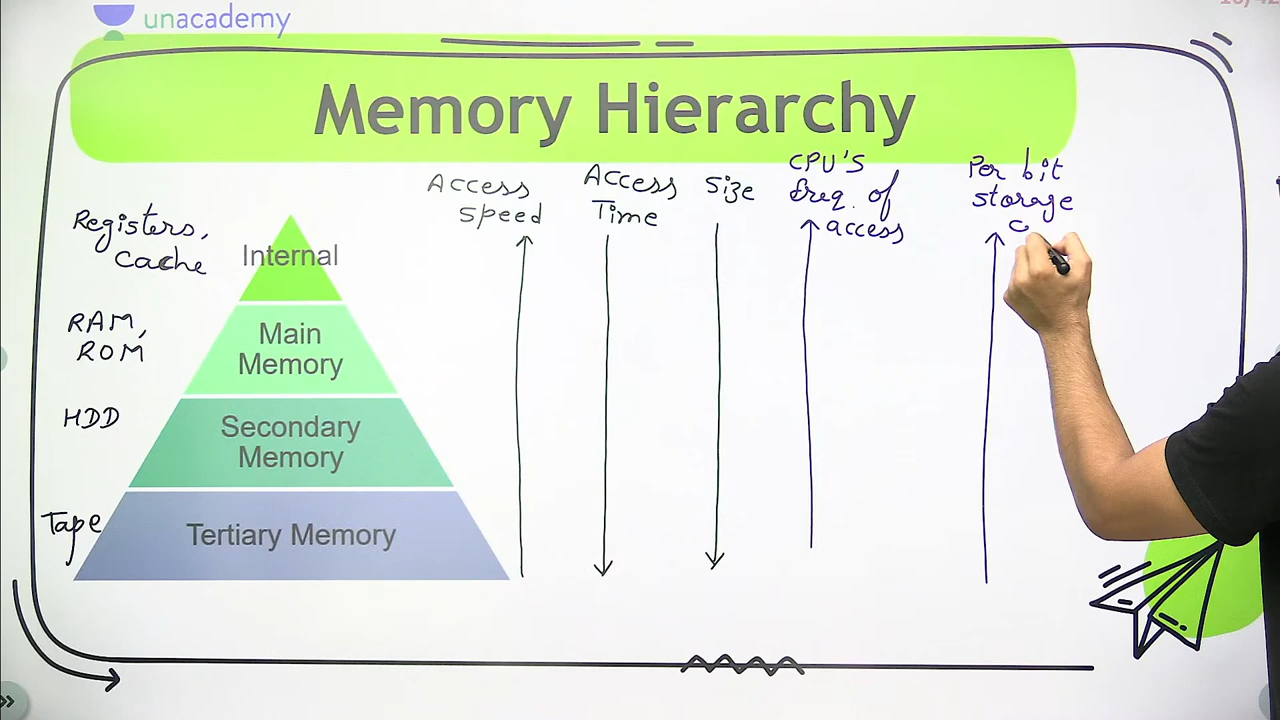 unacademy
Memory Hierarchy
Access
speed
Access
Time
Size
CPU'S
freq. of
access
Per bit
storage
c
Registers,
Cache
Internal
RAM,
ROM
Main
Memory
HDD
Secondary
Memory
Tape
Tertiary Memory